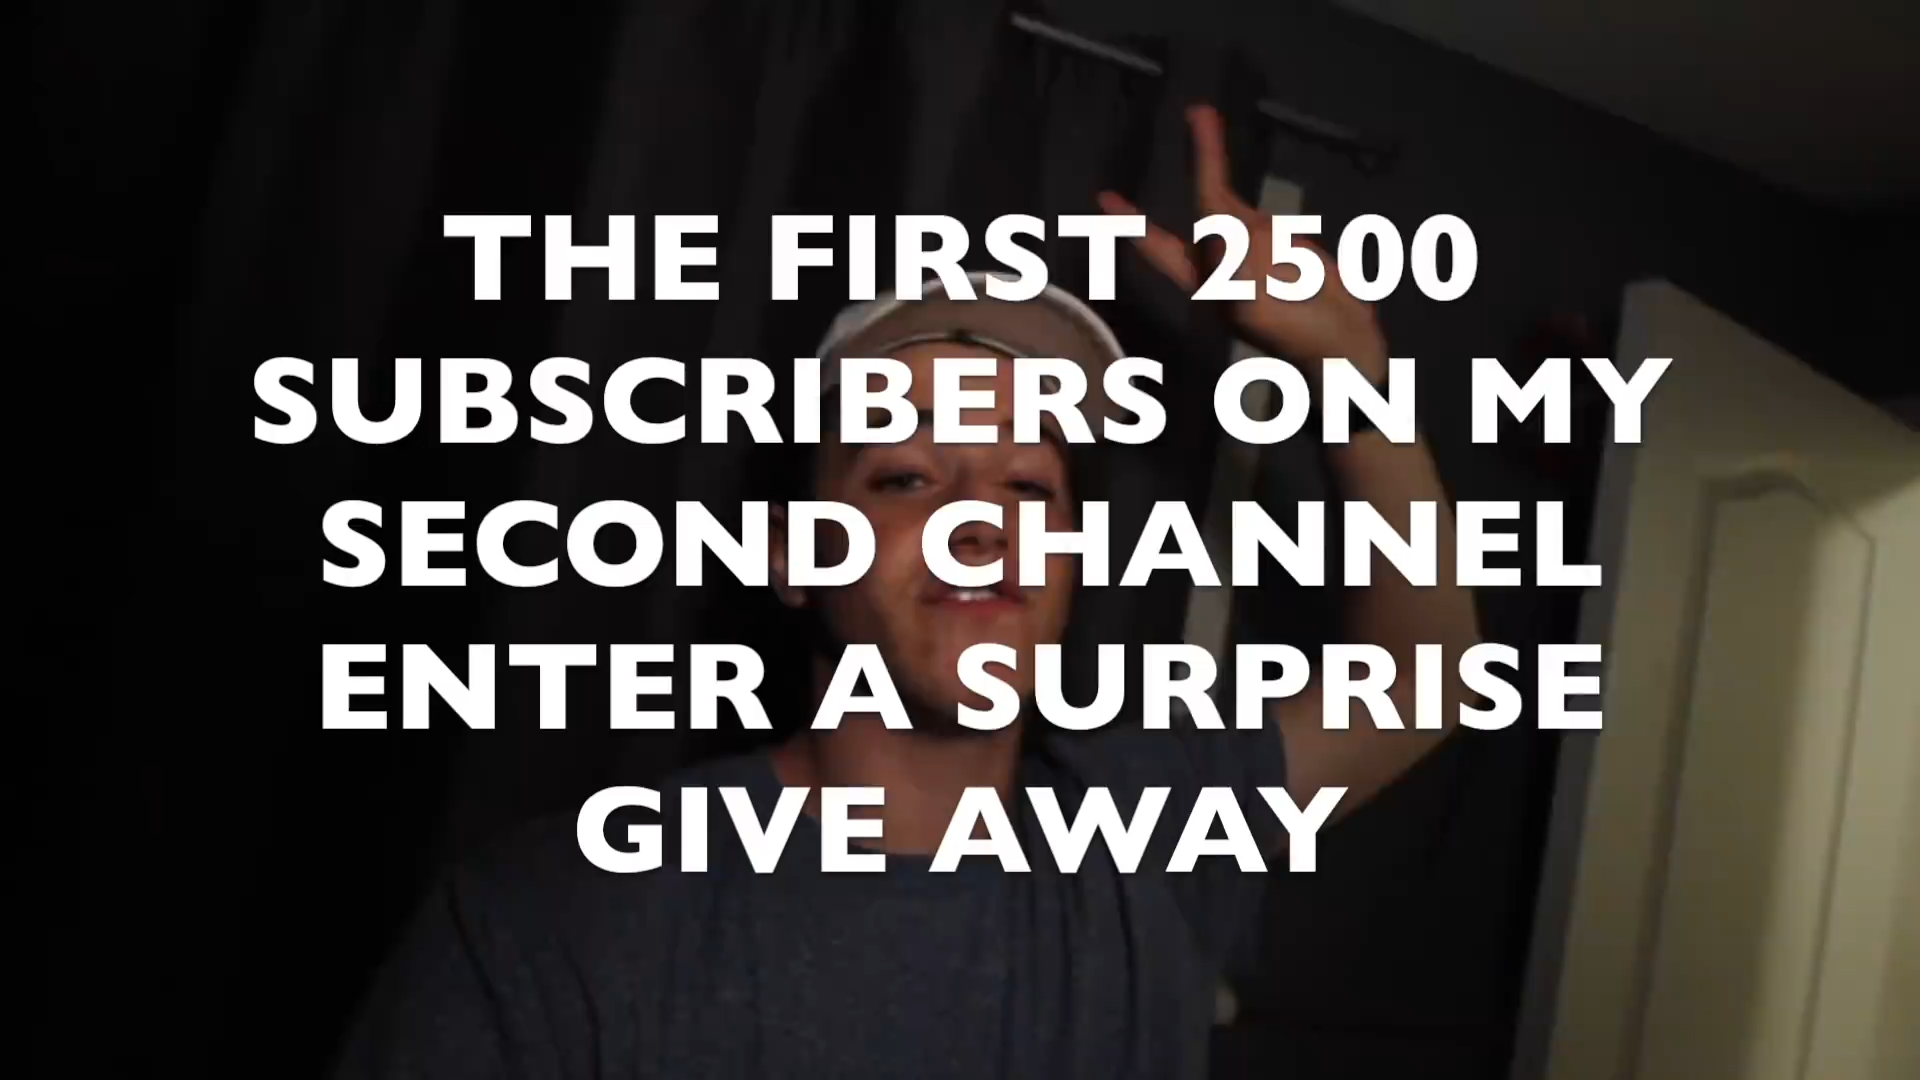 THE FIRST 2500
SUBSCRIBERS ON MY
SECOND CHANNEL
ENTER A SURPRISE
GIVE AWAY